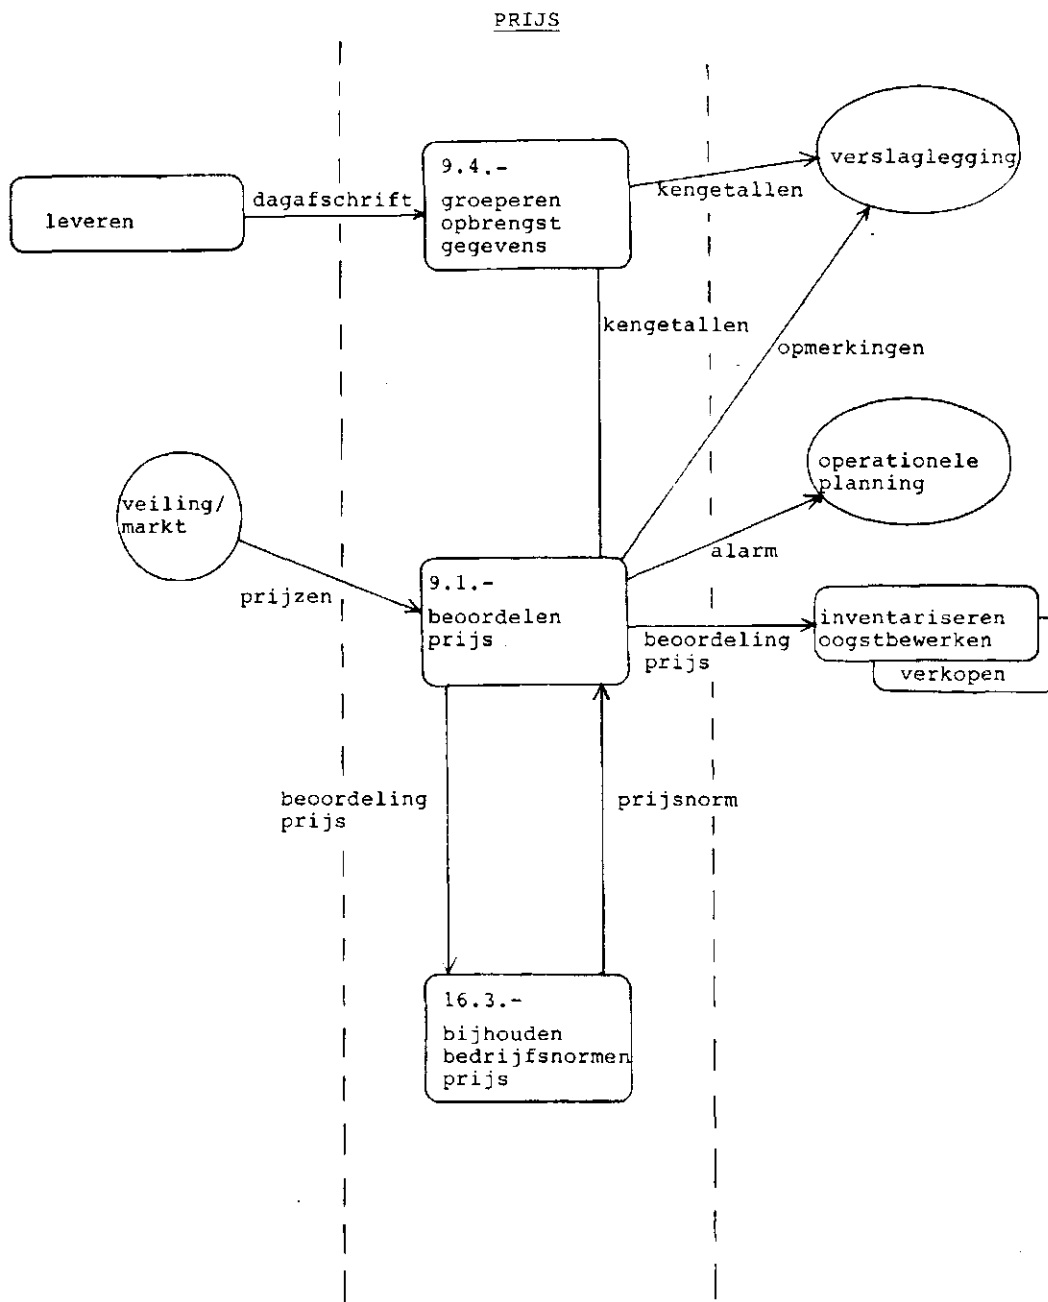 PRIJS
9.4.-
groeperen
opbrengst
gegevens
leveren
dagafschrift
kengetallen
verslaglegging
kengetallen
opmerkingen
operationele
planning
alarm
veiling/
markt
prijzen
9.1.-
beoordelen
prijs
beoordeling
prijs
inventariseren
oogstbewerken
verkopen
beoordeling
prijs
prijsnorm
16.3.-
bijhouden
bedrijfsnormen
prijs